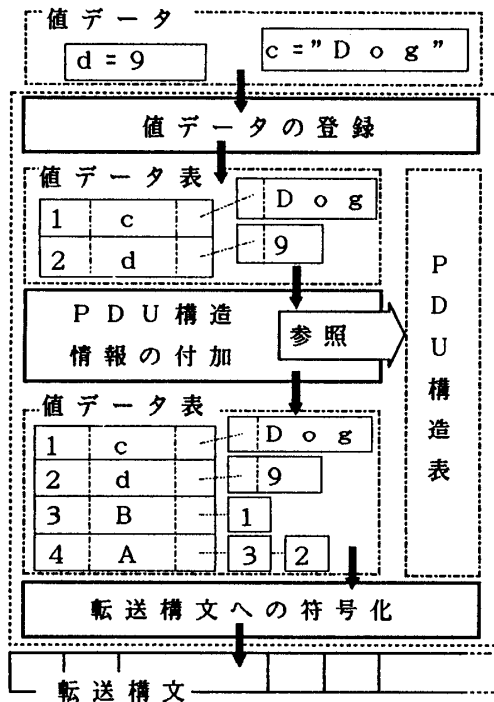 値データ
d=9
c="Dog"
値データの登録
値データ表
1 c Dog
2 d 9
PDU構造
情報の付加
参照
PDU構造表
値データ表
1 c Dog
2 d 9
3 B 1
4 A 3 2
転送構文への符号化
転送構文